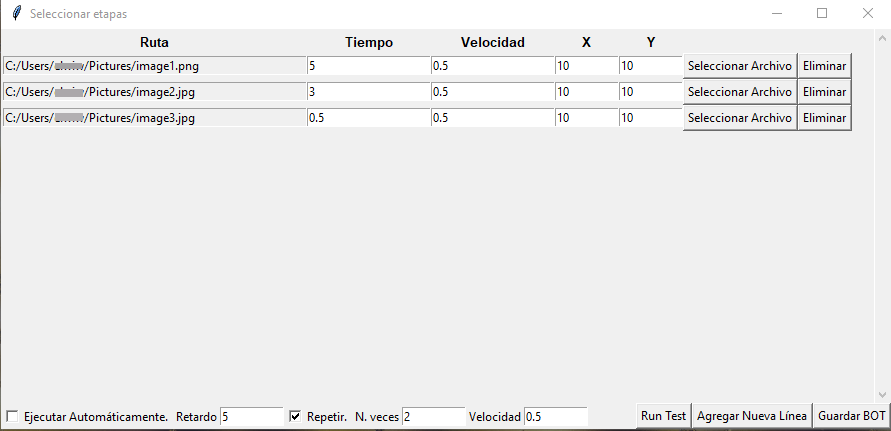 Seleccionar etapas
Ruta Tiempo Velocidad X Y
C:/Users/ /Pictures/image1.png 5 0.5 10 10 Seleccionar Archivo Eliminar
C:/Users/ /Pictures/image2.jpg 3 0.5 10 10 Seleccionar Archivo Eliminar
C:/Users/ /Pictures/image3.jpg 0.5 0.5 10 10 Seleccionar Archivo Eliminar
Ejecutar Automáticamente. Retardo 5 Repetir. N. veces 2 Velocidad 0.5 Run Test Agregar Nueva Línea Guardar BOT